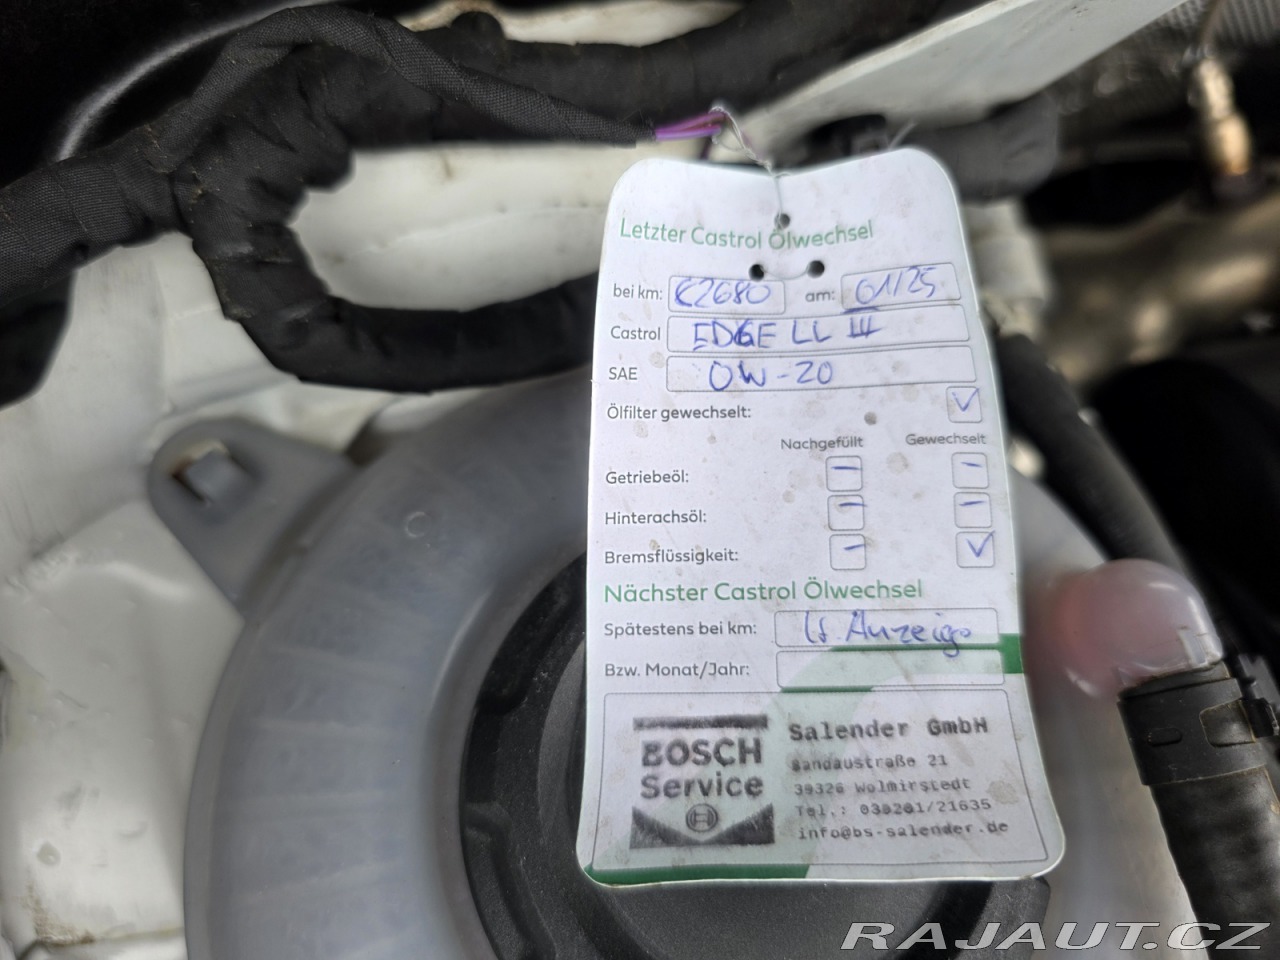 Letzter Castrol Ölwechsel
bei km: 62680 am: 01/25
Castrol EDGE LL III
SAE 0W-20
Ölfilter gewechselt: ✓
Nachgefüllt Gewechselt
Getriebeöl: – –
Hinterachsöl: – –
Bremsflüssigkeit: – ✓
Nächster Castrol Ölwechsel
Spätestens bei km: lt. Anzeige
Bzw. Monat/Jahr:
BOSCH
Service
Salender GmbH
Sandaustraße 21
39326 Wolmirstedt
Tel.: 039201/21635
info@bs-salender.de
RAJAUT.CZ